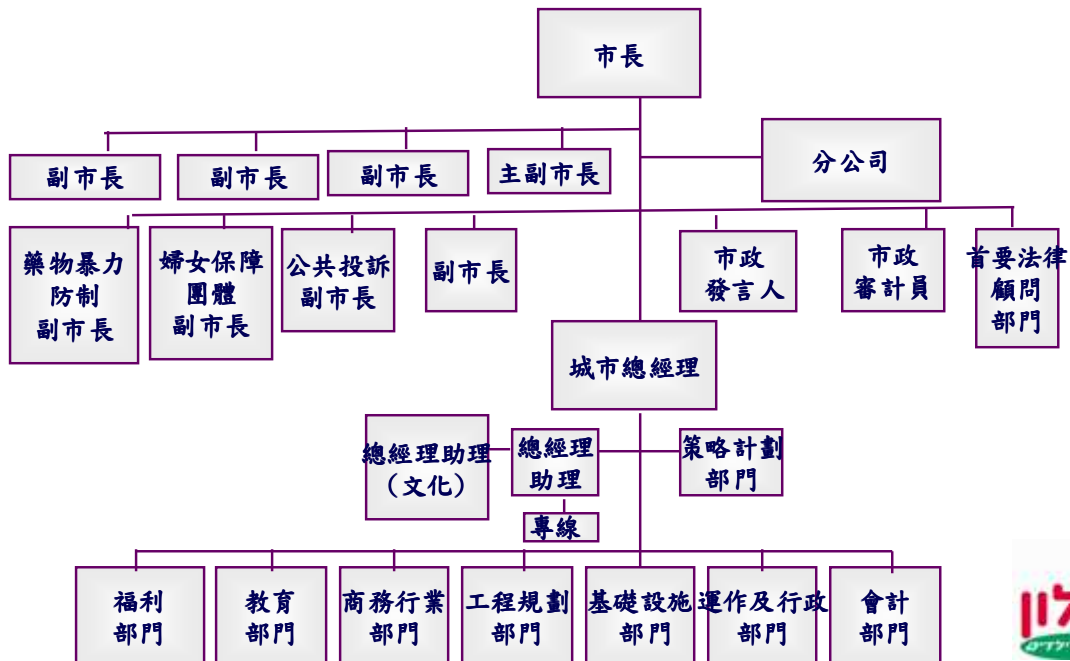 市長
副市長
副市長
副市長
主副市長
分公司
藥物暴力
防制
副市長
婦女保障
團體
副市長
公共投訴
副市長
副市長
市政
發言人
市政
審計員
首要法律
顧問
部門
城市總經理
總經理助理
（文化）
總經理
助理
策略計劃
部門
專線
福利
部門
教育
部門
商務行業
部門
工程規劃
部門
基礎設施
部門
運作及行政
部門
會計
部門